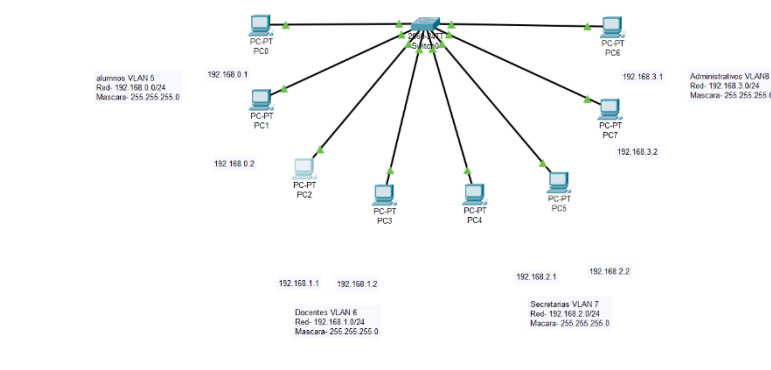 PC-PT
PC0
2960-24TT
Switch0
PC-PT
PC6
alumnos VLAN 5
Red- 192.168.0.0/24
Mascara- 255.255.255.0
192.168.0.1
PC-PT
PC1
192.168.3.1
Administrativos VLAN8
Red- 192.168.3.0/24
Mascara- 255.255.255.0
PC-PT
PC7
192.168.3.2
192.168.0.2
PC-PT
PC2
PC-PT
PC3
PC-PT
PC4
PC-PT
PC5
192.168.1.1
192.168.1.2
192.168.2.1
192.168.2.2
Docentes VLAN 6
Red- 192.168.1.0/24
Mascara- 255.255.255.0
Secretarias VLAN 7
Red- 192.168.2.0/24
Macara- 255.255.255.0